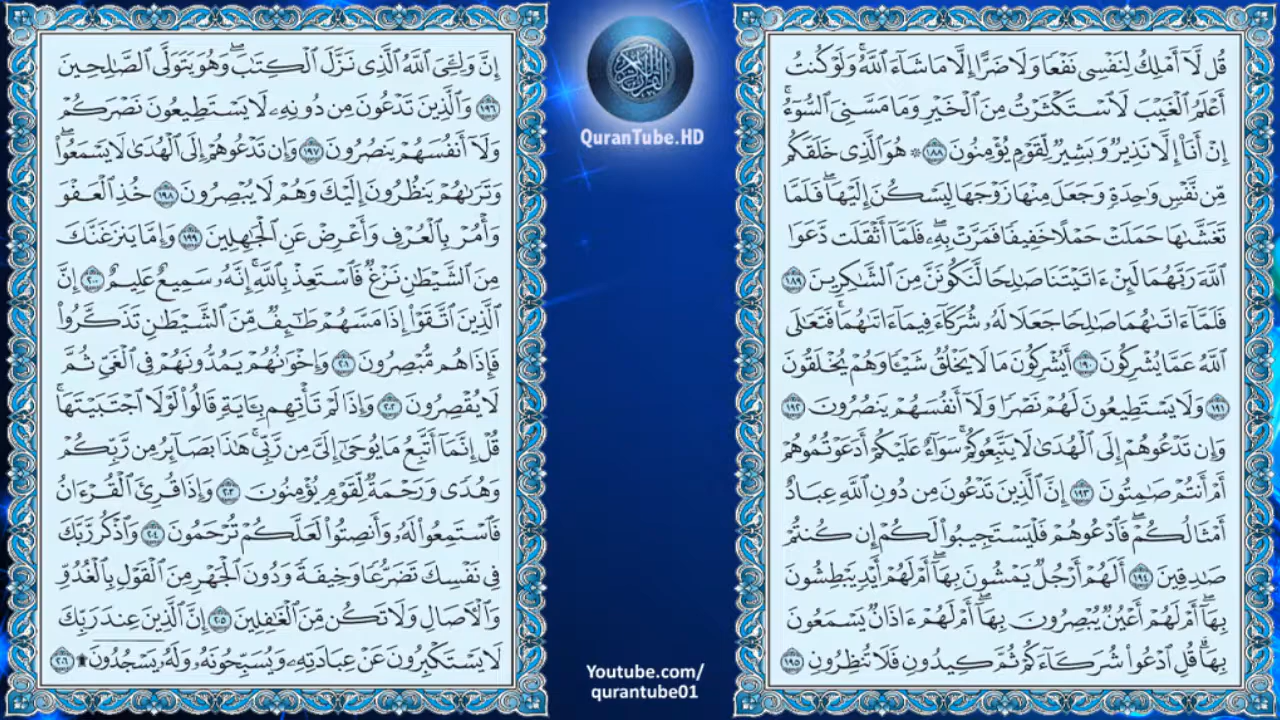 قُل لَّآ أَمْلِكُ لِنَفْسِى نَفْعًا وَلَا ضَرًّا إِلَّا مَا شَآءَ ٱللَّهُ ۚ وَلَوْ كُنتُ
أَعْلَمُ ٱلْغَيْبَ لَٱسْتَكْثَرْتُ مِنَ ٱلْخَيْرِ وَمَا مَسَّنِىَ ٱلسُّوٓءُ ۚ
إِنْ أَنَا۠ إِلَّا نَذِيرٌ وَبَشِيرٌ لِّقَوْمٍ يُؤْمِنُونَ ١٨٨ ۞ هُوَ ٱلَّذِى خَلَقَكُم
مِّن نَّفْسٍ وَٰحِدَةٍ وَجَعَلَ مِنْهَا زَوْجَهَا لِيَسْكُنَ إِلَيْهَا ۖ فَلَمَّا
تَغَشَّىٰهَا حَمَلَتْ حَمْلًا خَفِيفًا فَمَرَّتْ بِهِۦ ۖ فَلَمَّآ أَثْقَلَت دَّعَوَا
ٱللَّهَ رَبَّهُمَا لَئِنْ ءَاتَيْتَنَا صَٰلِحًا لَّنَكُونَنَّ مِنَ ٱلشَّٰكِرِينَ ١٨٩
فَلَمَّآ ءَاتَىٰهُمَا صَٰلِحًا جَعَلَا لَهُۥ شُرَكَآءَ فِيمَآ ءَاتَىٰهُمَا ۚ فَتَعَٰلَى
ٱللَّهُ عَمَّا يُشْرِكُونَ ١٩٠ أَيُشْرِكُونَ مَا لَا يَخْلُقُ شَيْـًٔا وَهُمْ يُخْلَقُونَ
١٩١ وَلَا يَسْتَطِيعُونَ لَهُمْ نَصْرًا وَلَآ أَنفُسَهُمْ يَنصُرُونَ ١٩٢
وَإِن تَدْعُوهُمْ إِلَى ٱلْهُدَىٰ لَا يَتَّبِعُوكُمْ ۚ سَوَآءٌ عَلَيْكُمْ أَدَعَوْتُمُوهُمْ
أَمْ أَنتُمْ صَٰمِتُونَ ١٩٣ إِنَّ ٱلَّذِينَ تَدْعُونَ مِن دُونِ ٱللَّهِ عِبَادٌ
أَمْثَالُكُمْ ۖ فَٱدْعُوهُمْ فَلْيَسْتَجِيبُوا۟ لَكُمْ إِن كُنتُمْ
صَٰدِقِينَ ١٩٤ أَلَهُمْ أَرْجُلٌ يَمْشُونَ بِهَآ ۖ أَمْ لَهُمْ أَيْدٍ يَبْطِشُونَ
بِهَآ ۖ أَمْ لَهُمْ أَعْيُنٌ يُبْصِرُونَ بِهَآ ۖ أَمْ لَهُمْ ءَاذَانٌ يَسْمَعُونَ
بِهَا ۗ قُلِ ٱدْعُوا۟ شُرَكَآءَكُمْ ثُمَّ كِيدُونِ فَلَا تُنظِرُونِ ١٩٥
QuranTube.HD
Youtube.com/
qurantube01
إِنَّ وَلِـِّۧىَ ٱللَّهُ ٱلَّذِى نَزَّلَ ٱلْكِتَٰبَ ۖ وَهُوَ يَتَوَلَّى ٱلصَّٰلِحِينَ
١٩٦ وَٱلَّذِينَ تَدْعُونَ مِن دُونِهِۦ لَا يَسْتَطِيعُونَ نَصْرَكُمْ
وَلَآ أَنفُسَهُمْ يَنصُرُونَ ١٩٧ وَإِن تَدْعُوهُمْ إِلَى ٱلْهُدَىٰ لَا يَسْمَعُوا۟ ۖ
وَتَرَىٰهُمْ يَنظُرُونَ إِلَيْكَ وَهُمْ لَا يُبْصِرُونَ ١٩٨ خُذِ ٱلْعَفْوَ
وَأْمُرْ بِٱلْعُرْفِ وَأَعْرِضْ عَنِ ٱلْجَٰهِلِينَ ١٩٩ وَإِمَّا يَنزَغَنَّكَ
مِنَ ٱلشَّيْطَٰنِ نَزْغٌ فَٱسْتَعِذْ بِٱللَّهِ ۚ إِنَّهُۥ سَمِيعٌ عَلِيمٌ ٢٠٠ إِنَّ
ٱلَّذِينَ ٱتَّقَوْا۟ إِذَا مَسَّهُمْ طَٰٓئِفٌ مِّنَ ٱلشَّيْطَٰنِ تَذَكَّرُوا۟
فَإِذَا هُم مُّبْصِرُونَ ٢٠١ وَإِخْوَٰنُهُمْ يَمُدُّونَهُمْ فِى ٱلْغَىِّ ثُمَّ
لَا يُقْصِرُونَ ٢٠٢ وَإِذَا لَمْ تَأْتِهِم بِـَٔايَةٍ قَالُوا۟ لَوْلَا ٱجْتَبَيْتَهَا ۚ
قُلْ إِنَّمَآ أَتَّبِعُ مَا يُوحَىٰٓ إِلَىَّ مِن رَّبِّى ۚ هَٰذَا بَصَآئِرُ مِن رَّبِّكُمْ
وَهُدًى وَرَحْمَةٌ لِّقَوْمٍ يُؤْمِنُونَ ٢٠٣ وَإِذَا قُرِئَ ٱلْقُرْءَانُ
فَٱسْتَمِعُوا۟ لَهُۥ وَأَنصِتُوا۟ لَعَلَّكُمْ تُرْحَمُونَ ٢٠٤ وَٱذْكُر رَّبَّكَ
فِى نَفْسِكَ تَضَرُّعًا وَخِيفَةً وَدُونَ ٱلْجَهْرِ مِنَ ٱلْقَوْلِ بِٱلْغُدُوِّ
وَٱلْءَاصَالِ وَلَا تَكُن مِّنَ ٱلْغَٰفِلِينَ ٢٠٥ إِنَّ ٱلَّذِينَ عِندَ رَبِّكَ
لَا يَسْتَكْبِرُونَ عَنْ عِبَادَتِهِۦ وَيُسَبِّحُونَهُۥ وَلَهُۥ يَسْجُدُونَ ۩ ٢٠٦